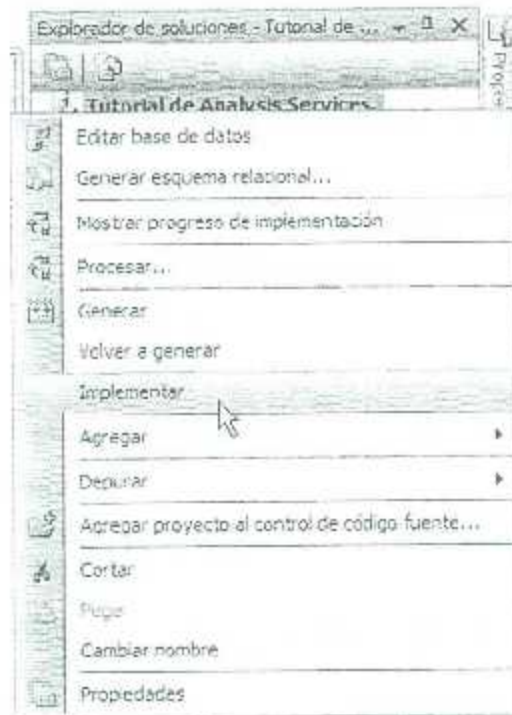 Explorador de soluciones - Tutorial de ...
Tutorial de Analysis Services
Editar base de datos
Generar esquema relacional...
Mostrar progreso de implementación
Procesar...
Generar
Volver a generar
Implementar
Agregar
Depurar
Agregar proyecto al control de código fuente...
Cortar
Pegar
Cambiar nombre
Propiedades